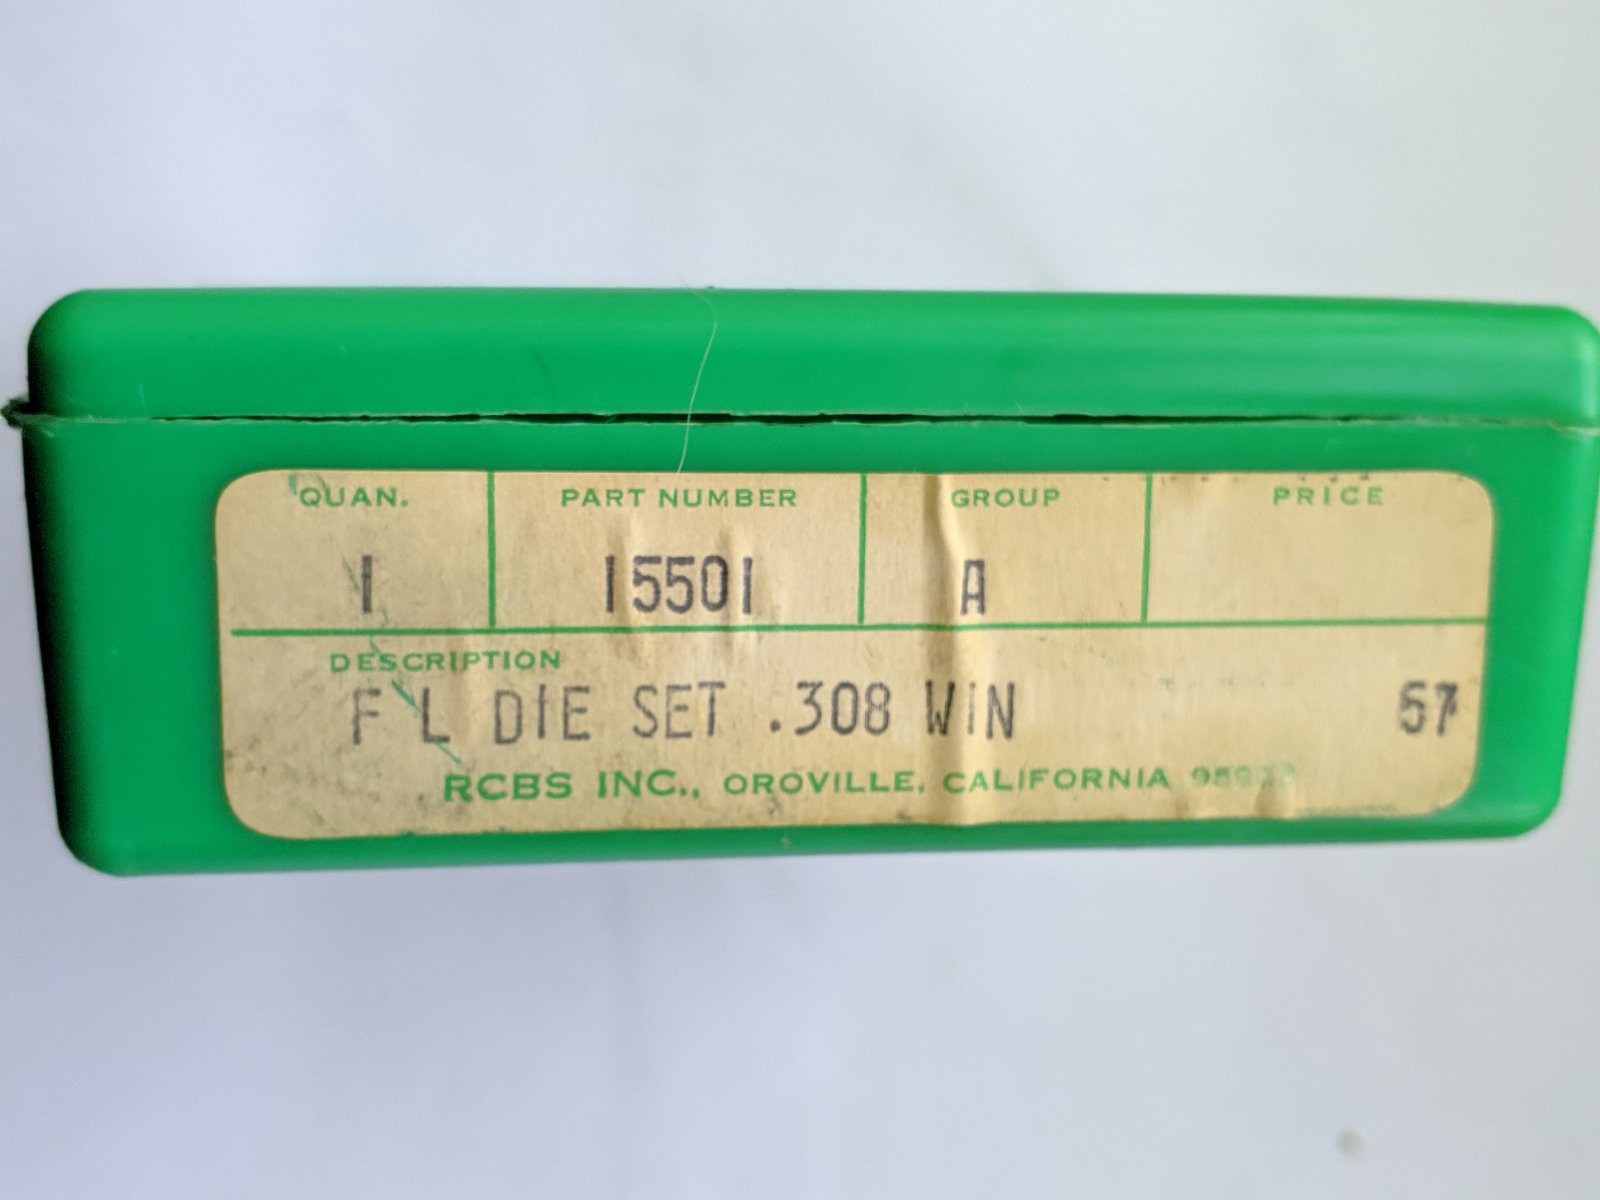 QUAN. PART NUMBER GROUP PRICE
1 15501 A
DESCRIPTION
F L DIE SET .308 WIN 57
RCBS INC., OROVILLE, CALIFORNIA